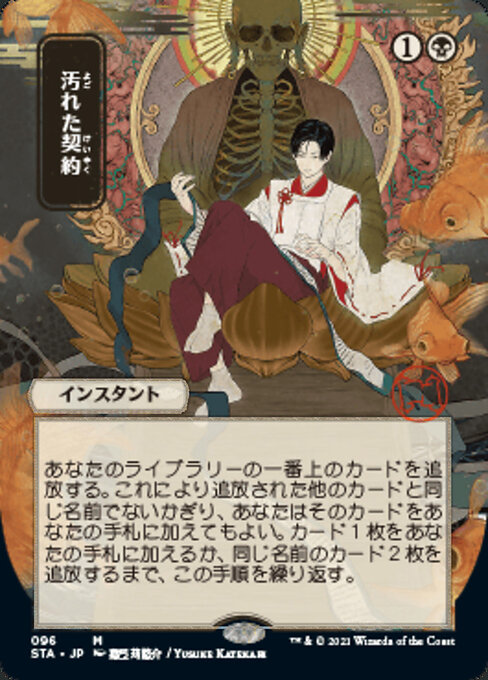 汚れた契約
よご
けいやく
1
インスタント
あなたのライブラリーの一番上のカードを追
放する。これにより追放された他のカードと同
じ名前でないかぎり、あなたはそのカードをあ
なたの手札に加えてもよい。カード1枚をあな
たの手札に加えるか、同じ名前のカード2枚を
追放するまで、この手順を繰り返す。
096 M
STA • JP
/ Yusuke Katekari
™ & © 2021 Wizards of the Coast